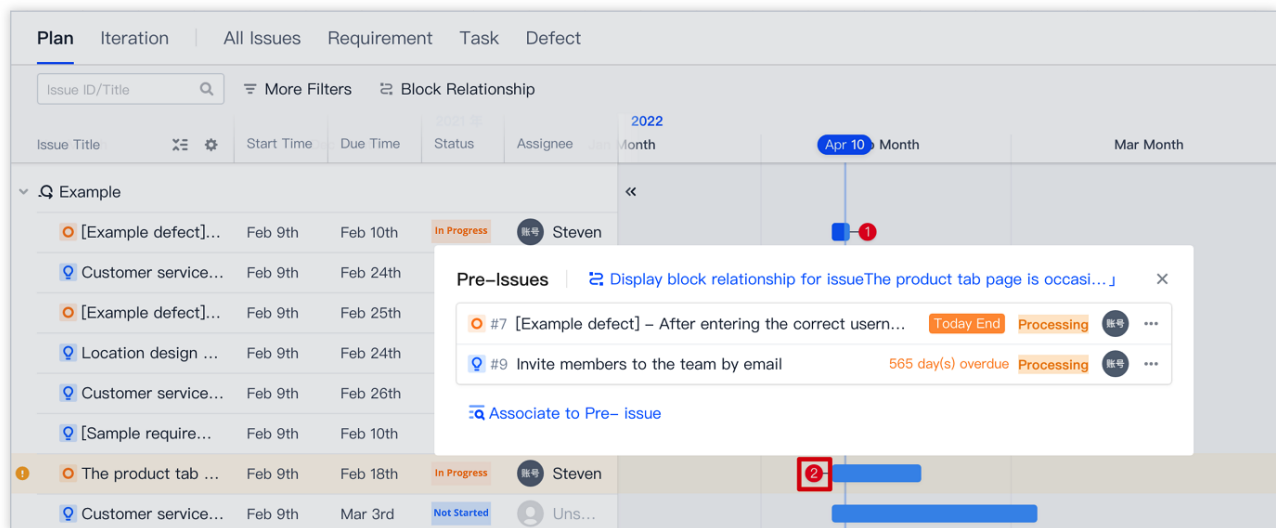 Plan Iteration All Issues Requirement Task Defect
Issue ID/Title More Filters Block Relationship
2022
Issue Title Start Time Due Time Status Assignee Month Apr 10 Month Mar Month
Example
[Example defect]... Feb 9th Feb 10th In Progress 账号 Steven 1
Customer service... Feb 9th Feb 24th
[Example defect]... Feb 9th Feb 25th
Location design ... Feb 9th Feb 24th
Customer service... Feb 9th Feb 26th
[Sample require... Feb 9th Feb 10th
Pre-Issues Display block relationship for issueThe product tab page is occasi...」
#7 [Example defect] – After entering the correct usern... Today End Processing 账号
#9 Invite members to the team by email 565 day(s) overdue Processing 账号
Associate to Pre- issue
The product tab ... Feb 9th Feb 18th In Progress 账号 Steven 2
Customer service... Feb 9th Mar 3rd Not Started Uns...